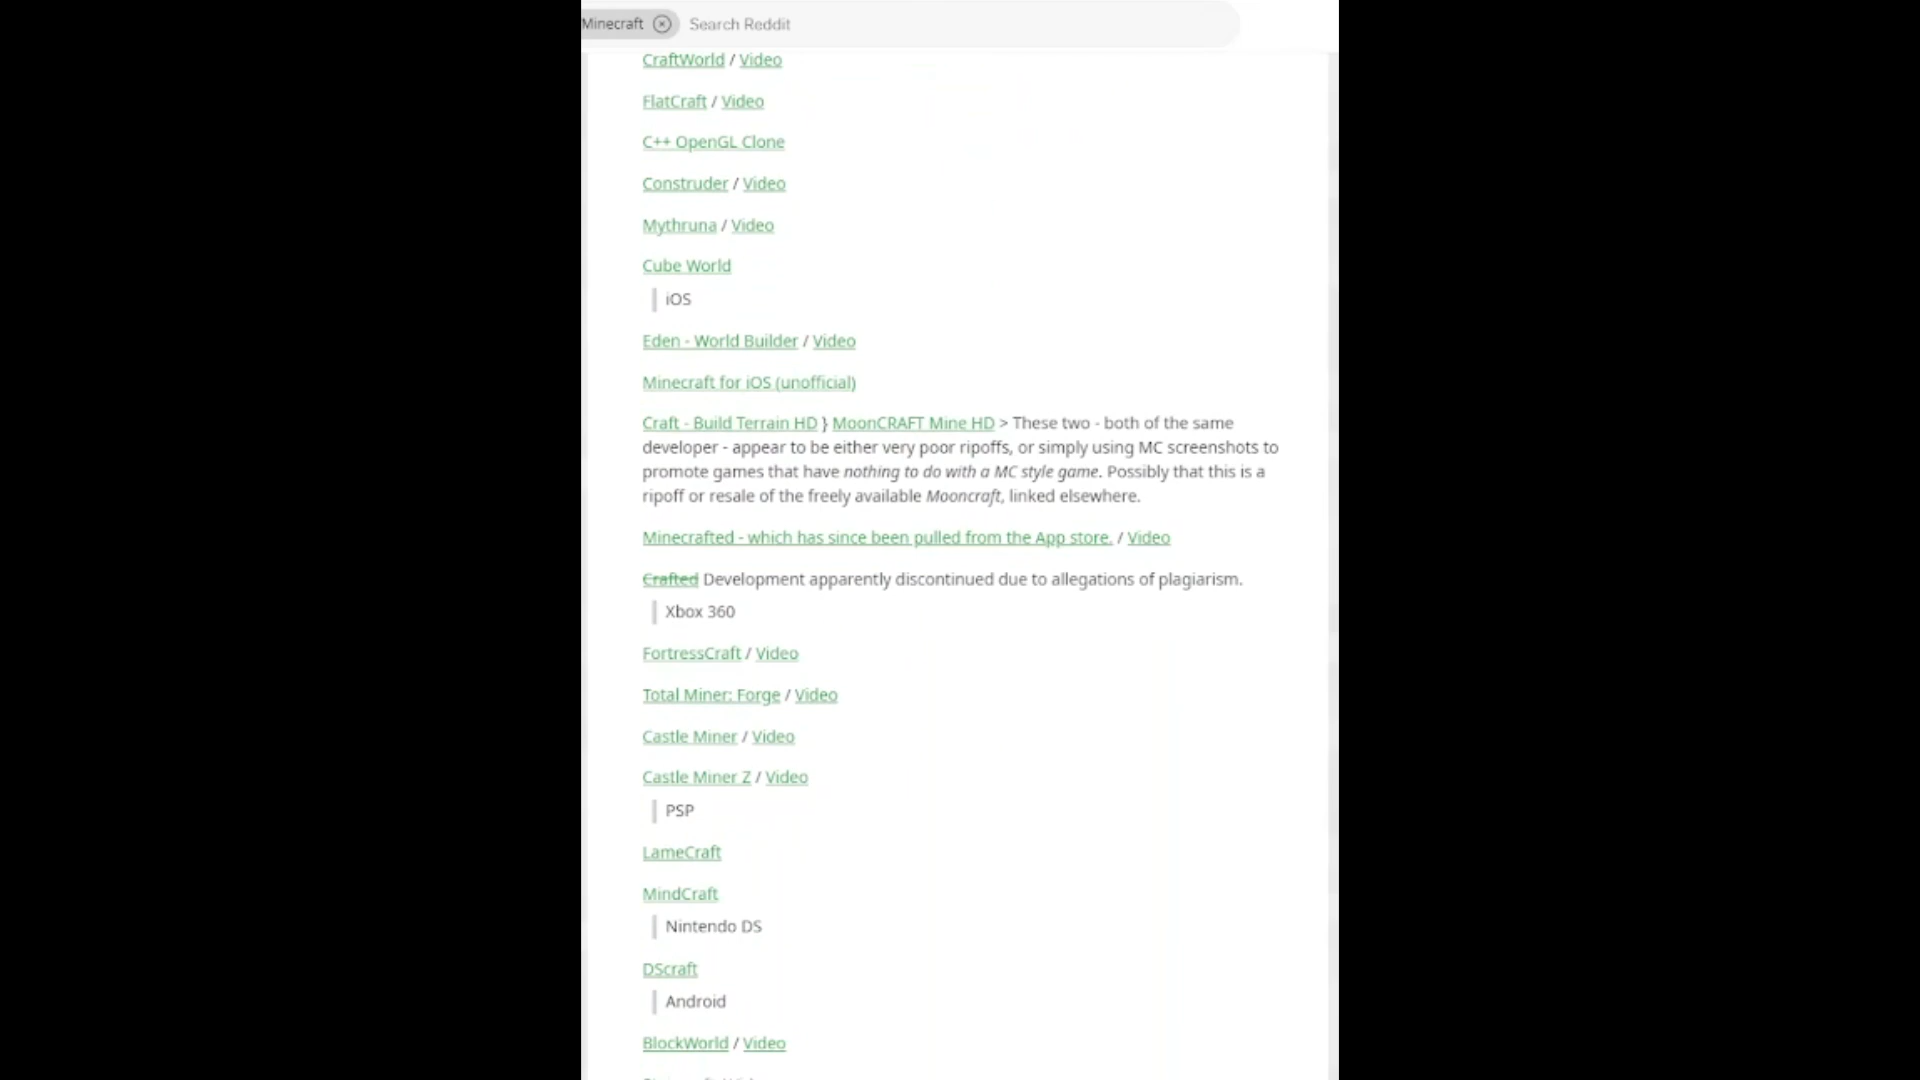 Minecraft Search Reddit
CraftWorld / Video
FlatCraft / Video
C++ OpenGL Clone
Construder / Video
Mythruna / Video
Cube World
iOS
Eden - World Builder / Video
Minecraft for iOS (unofficial)
Craft - Build Terrain HD } MoonCRAFT Mine HD > These two - both of the same
developer - appear to be either very poor ripoffs, or simply using MC screenshots to
promote games that have nothing to do with a MC style game. Possibly that this is a
ripoff or resale of the freely available Mooncraft, linked elsewhere.
Minecrafted - which has since been pulled from the App store. / Video
Crafted Development apparently discontinued due to allegations of plagiarism.
Xbox 360
FortressCraft / Video
Total Miner: Forge / Video
Castle Miner / Video
Castle Miner Z / Video
PSP
LameCraft
MindCraft
Nintendo DS
DScraft
Android
BlockWorld / Video